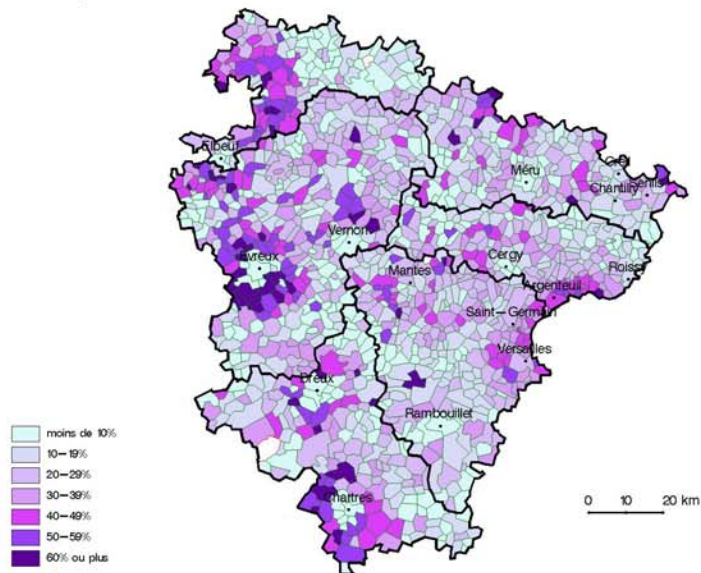 Elbeuf
Creil
Méru
Senlis
Chantilly
Vernon
Evreux
Cergy
Roissy
Mantes
Argenteuil
Saint-Germain
Versailles
Dreux
Rambouillet
Chartres
moins de 10%
10-19%
20-29%
30-39%
40-49%
50-59%
60% ou plus
0 10 20 km